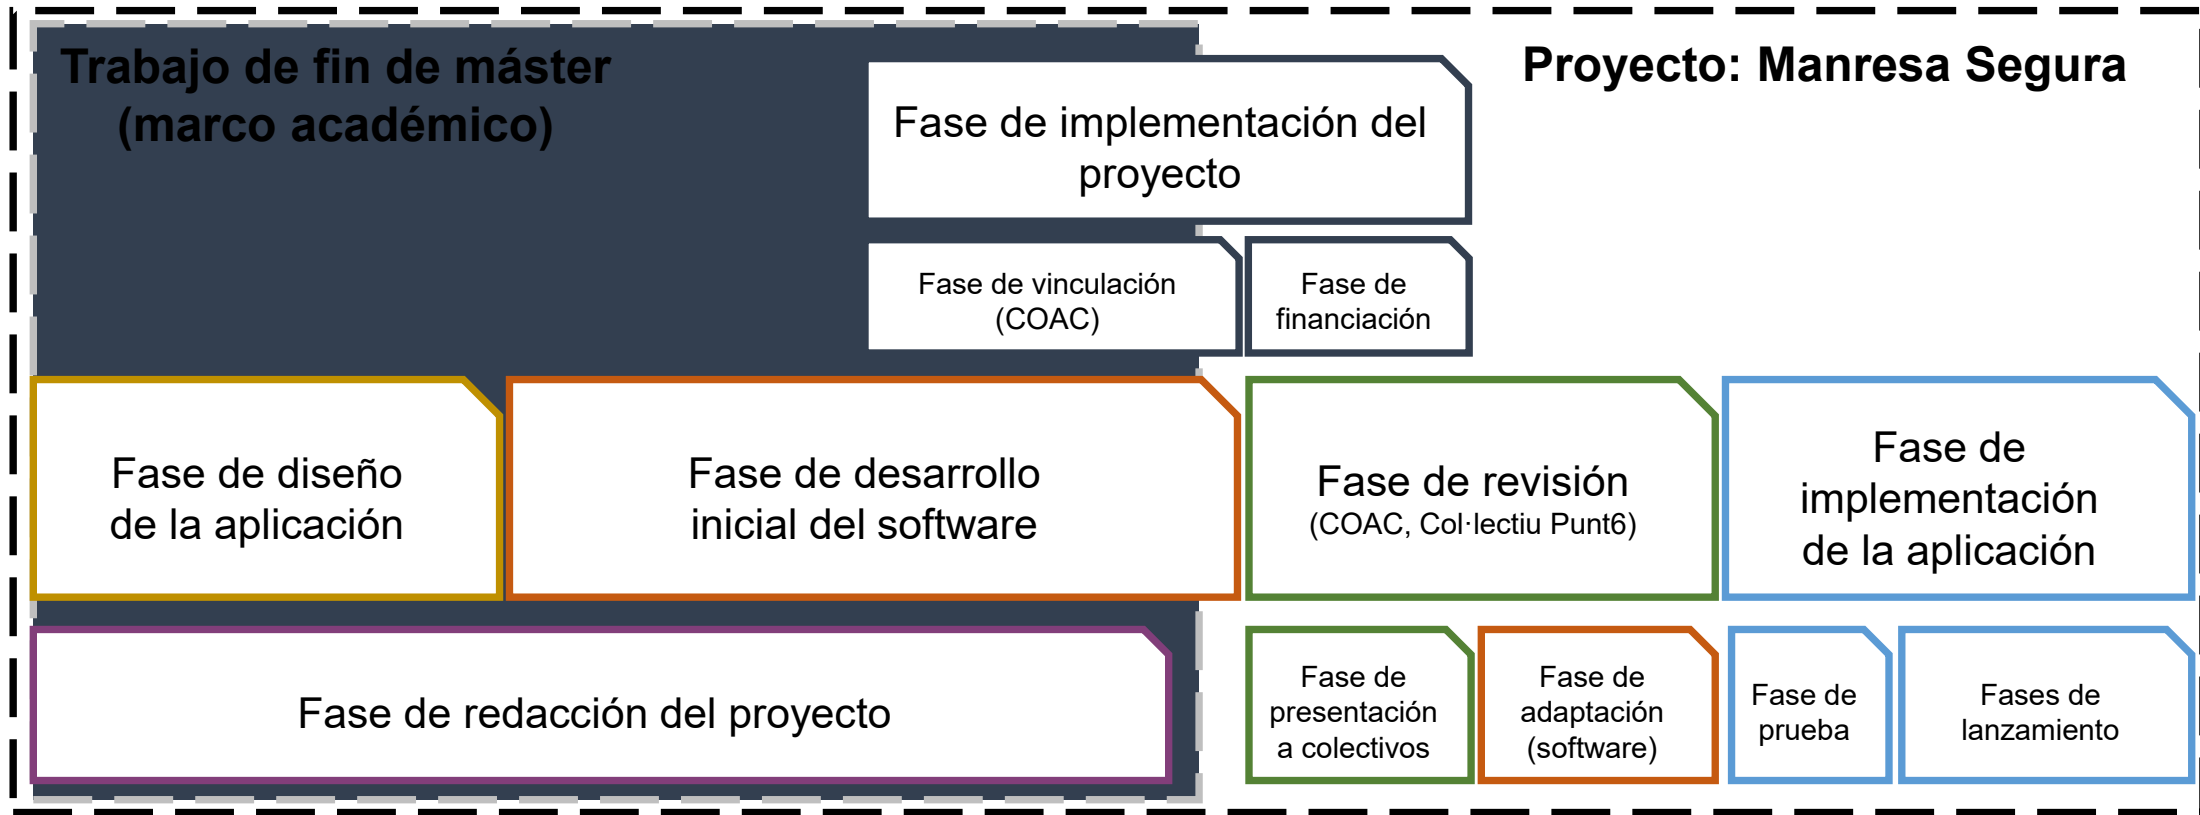 Trabajo de fin de máster
(marco académico)
Proyecto: Manresa Segura
Fase de implementación del
proyecto
Fase de vinculación
(COAC)
Fase de
financiación
Fase de diseño
de la aplicación
Fase de desarrollo
inicial del software
Fase de revisión
(COAC, Col·lectiu Punt6)
Fase de
implementación
de la aplicación
Fase de redacción del proyecto
Fase de
presentación
a colectivos
Fase de
adaptación
(software)
Fase de
prueba
Fases de
lanzamiento